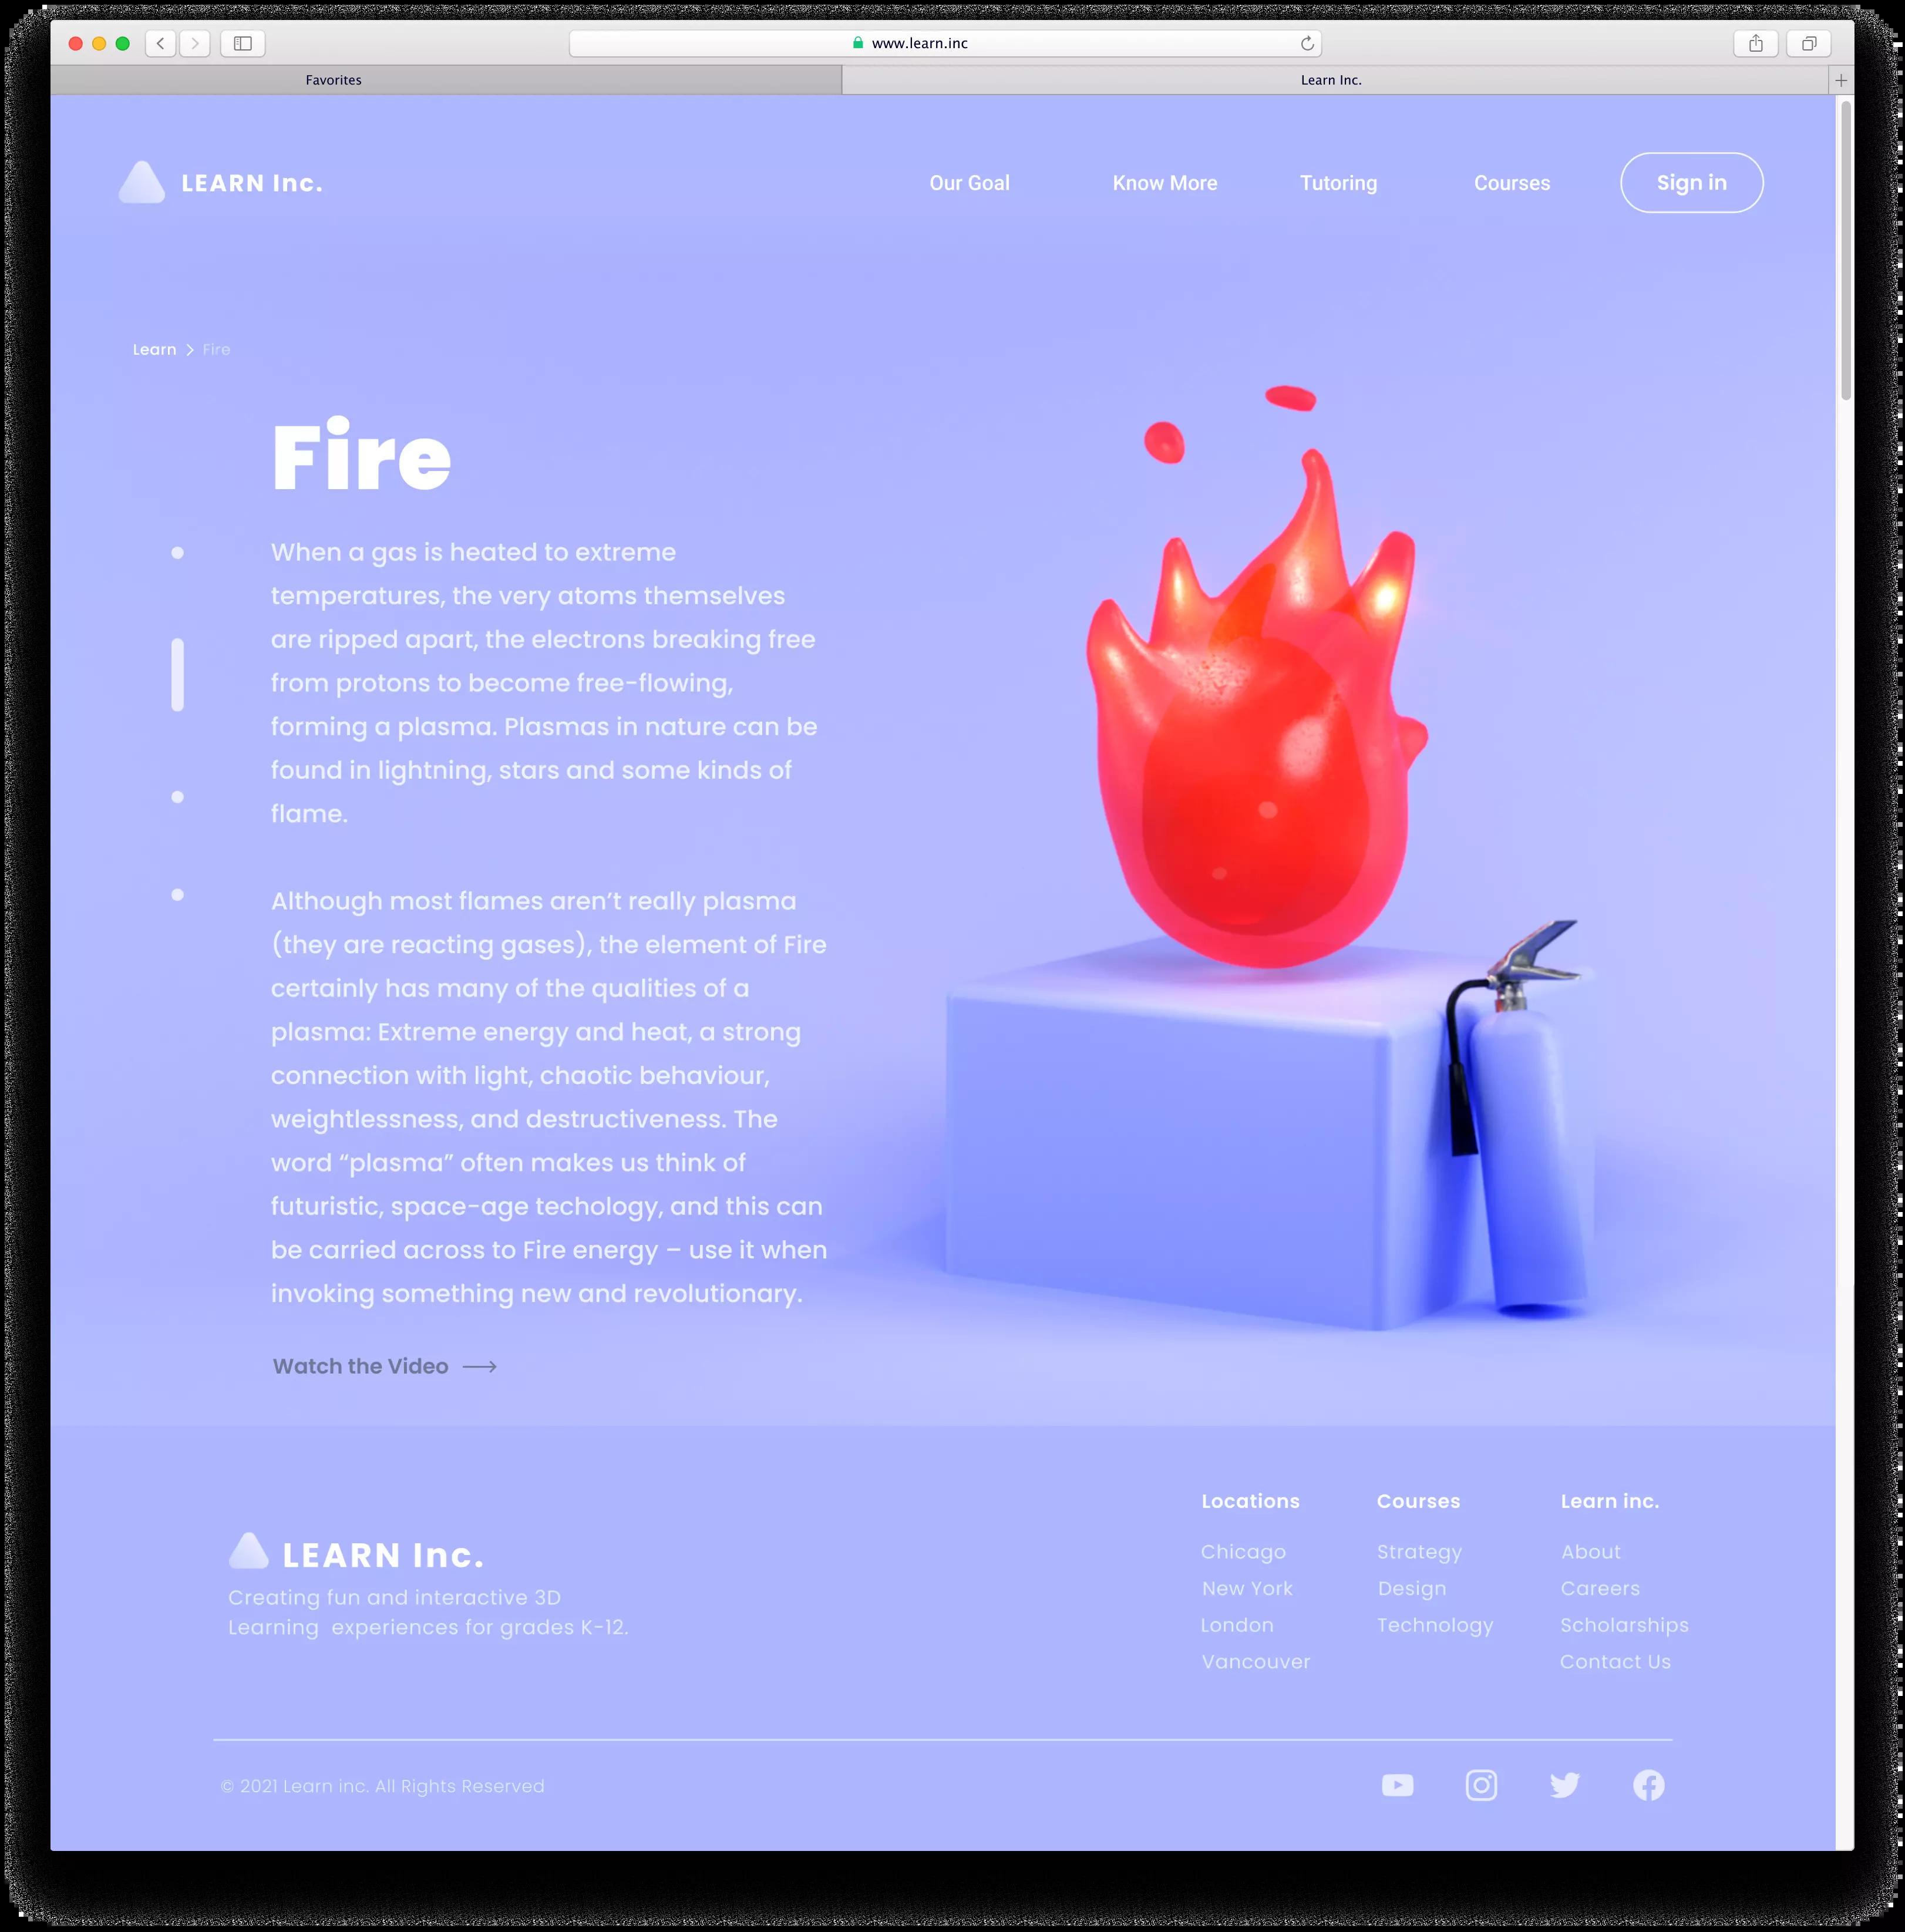 www.learn.inc
Favorites
Learn Inc.
LEARN Inc.
Our Goal
Know More
Tutoring
Courses
Sign in
Learn > Fire
Fire
When a gas is heated to extreme
temperatures, the very atoms themselves
are ripped apart, the electrons breaking free
from protons to become free-flowing,
forming a plasma. Plasmas in nature can be
found in lightning, stars and some kinds of
flame.
Although most flames aren’t really plasma
(they are reacting gases), the element of Fire
certainly has many of the qualities of a
plasma: Extreme energy and heat, a strong
connection with light, chaotic behaviour,
weightlessness, and destructiveness. The
word “plasma” often makes us think of
futuristic, space-age techology, and this can
be carried across to Fire energy – use it when
invoking something new and revolutionary.
Watch the Video
LEARN Inc.
Creating fun and interactive 3D
Learning  experiences for grades K-12.
Locations
Chicago
New York
London
Vancouver
Courses
Strategy
Design
Technology
Learn inc.
About
Careers
Scholarships
Contact Us
© 2021 Learn inc. All Rights Reserved